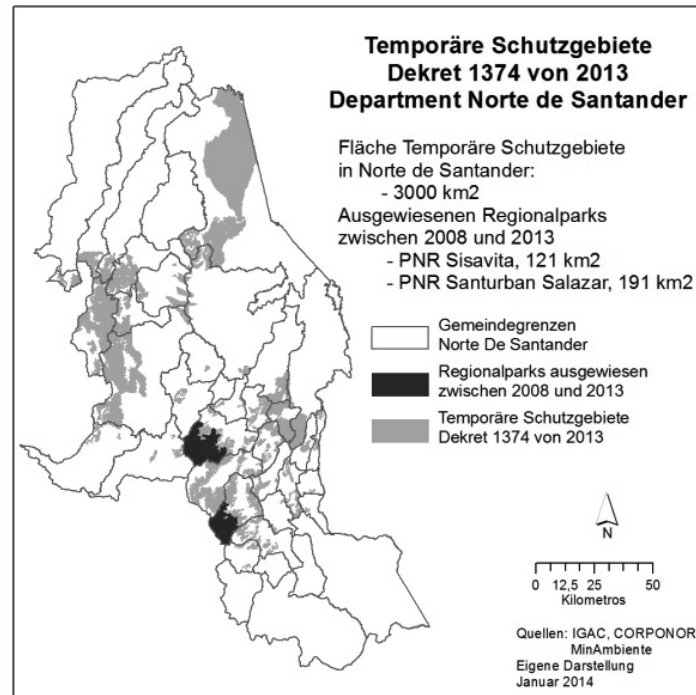 Temporäre Schutzgebiete
Dekret 1374 von 2013
Department Norte de Santander
Fläche Temporäre Schutzgebiete
in Norte de Santander:
- 3000 km2
Ausgewiesenen Regionalparks
zwischen 2008 und 2013
- PNR Sisavita, 121 km2
- PNR Santurban Salazar, 191 km2
Gemeindegrenzen
Norte De Santander
Regionalparks ausgewiesen
zwischen 2008 und 2013
Temporäre Schutzgebiete
Dekret 1374 von 2013
N
0 12,5 25 50
Kilometros
Quellen: IGAC, CORPONOR
MinAmbiente
Eigene Darstellung
Januar 2014